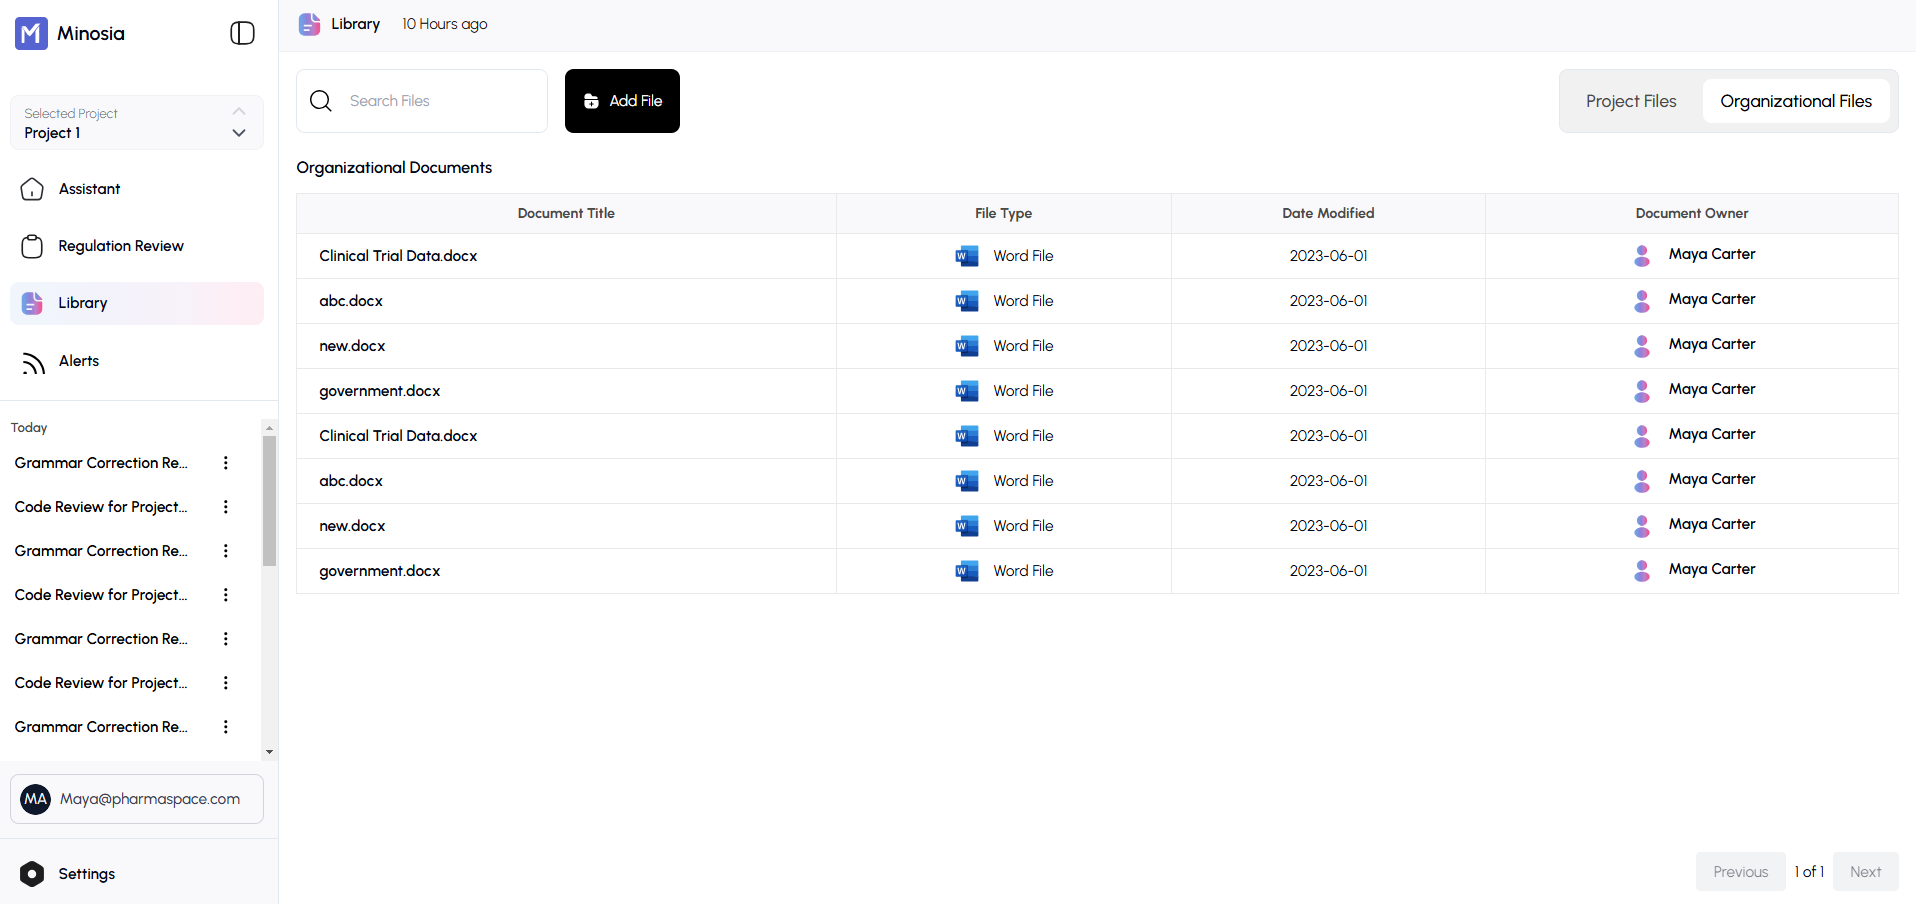 Minosia
Selected Project
Project 1
Assistant
Regulation Review
Library
Alerts
Today
Grammar Correction Re...
Code Review for Project...
Grammar Correction Re...
Code Review for Project...
Grammar Correction Re...
Code Review for Project...
Grammar Correction Re...
MA Maya@pharmaspace.com
Settings
Library 10 Hours ago
Search Files Add File Project Files Organizational Files
Organizational Documents
Document Title File Type Date Modified Document Owner
Clinical Trial Data.docx W Word File 2023-06-01 Maya Carter
abc.docx W Word File 2023-06-01 Maya Carter
new.docx W Word File 2023-06-01 Maya Carter
government.docx W Word File 2023-06-01 Maya Carter
Clinical Trial Data.docx W Word File 2023-06-01 Maya Carter
abc.docx W Word File 2023-06-01 Maya Carter
new.docx W Word File 2023-06-01 Maya Carter
government.docx W Word File 2023-06-01 Maya Carter
Previous 1 of 1 Next